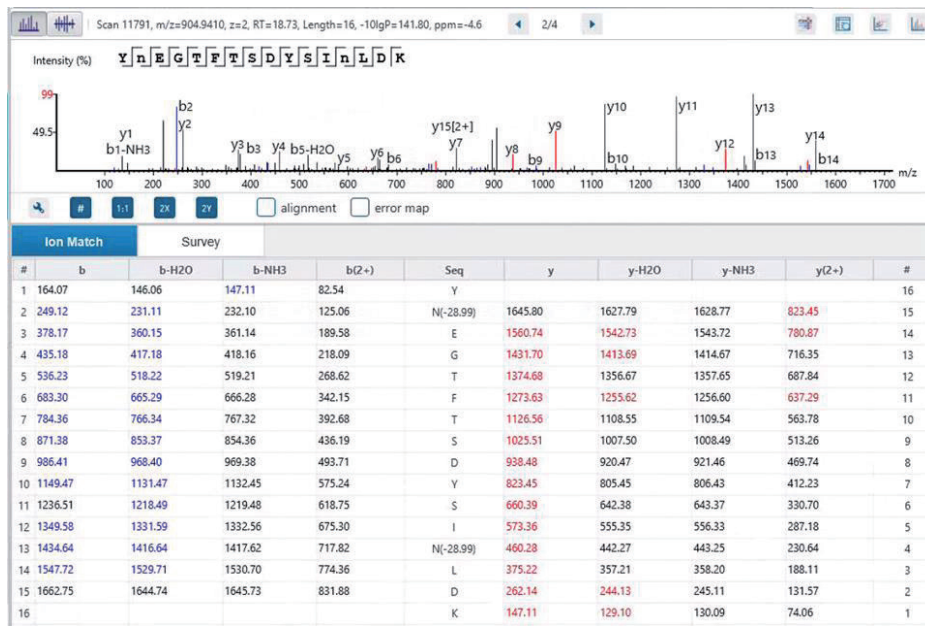 Scan 11791, m/z=904.9410, z=2, RT=18.73, Length=16, -10lgP=141.80, ppm=-4.6 2/4
Intensity (%) Y n E G T F T S D Y S I n L D K
99
49.5
y1
b1-NH3
b2
y2
y3 b3
y4
b5-H2O
y5
y6
b6
y15[2+]
y7
y8
b9
y9
y10
b10
y11
y12
y13
b13
y14
b14
100 200 300 400 500 600 700 800 900 1000 1100 1200 1300 1400 1500 1600 1700 m/z
# 1:1 2X 2Y alignment error map
Ion Match Survey
# b b-H2O b-NH3 b(2+) Seq y y-H2O y-NH3 y(2+) #
1 164.07 146.06 147.11 82.54 Y 16
2 249.12 231.11 232.10 125.06 N(-28.99) 1645.80 1627.79 1628.77 823.45 15
3 378.17 360.15 361.14 189.58 E 1560.74 1542.73 1543.72 780.87 14
4 435.18 417.18 418.16 218.09 G 1431.70 1413.69 1414.67 716.35 13
5 536.23 518.22 519.21 268.62 T 1374.68 1356.67 1357.65 687.84 12
6 683.30 665.29 666.28 342.15 F 1273.63 1255.62 1256.60 637.29 11
7 784.36 766.34 767.32 392.68 T 1126.56 1108.55 1109.54 563.78 10
8 871.38 853.37 854.36 436.19 S 1025.51 1007.50 1008.49 513.26 9
9 986.41 968.40 969.38 493.71 D 938.48 920.47 921.46 469.74 8
10 1149.47 1131.47 1132.45 575.24 Y 823.45 805.45 806.43 412.23 7
11 1236.51 1218.49 1219.48 618.75 S 660.39 642.38 643.37 330.70 6
12 1349.58 1331.59 1332.56 675.30 I 573.36 555.35 556.33 287.18 5
13 1434.64 1416.64 1417.62 717.82 N(-28.99) 460.28 442.27 443.25 230.64 4
14 1547.72 1529.71 1530.70 774.36 L 375.22 357.21 358.20 188.11 3
15 1662.75 1644.74 1645.73 831.88 D 262.14 244.13 245.11 131.57 2
16 K 147.11 129.10 130.09 74.06 1